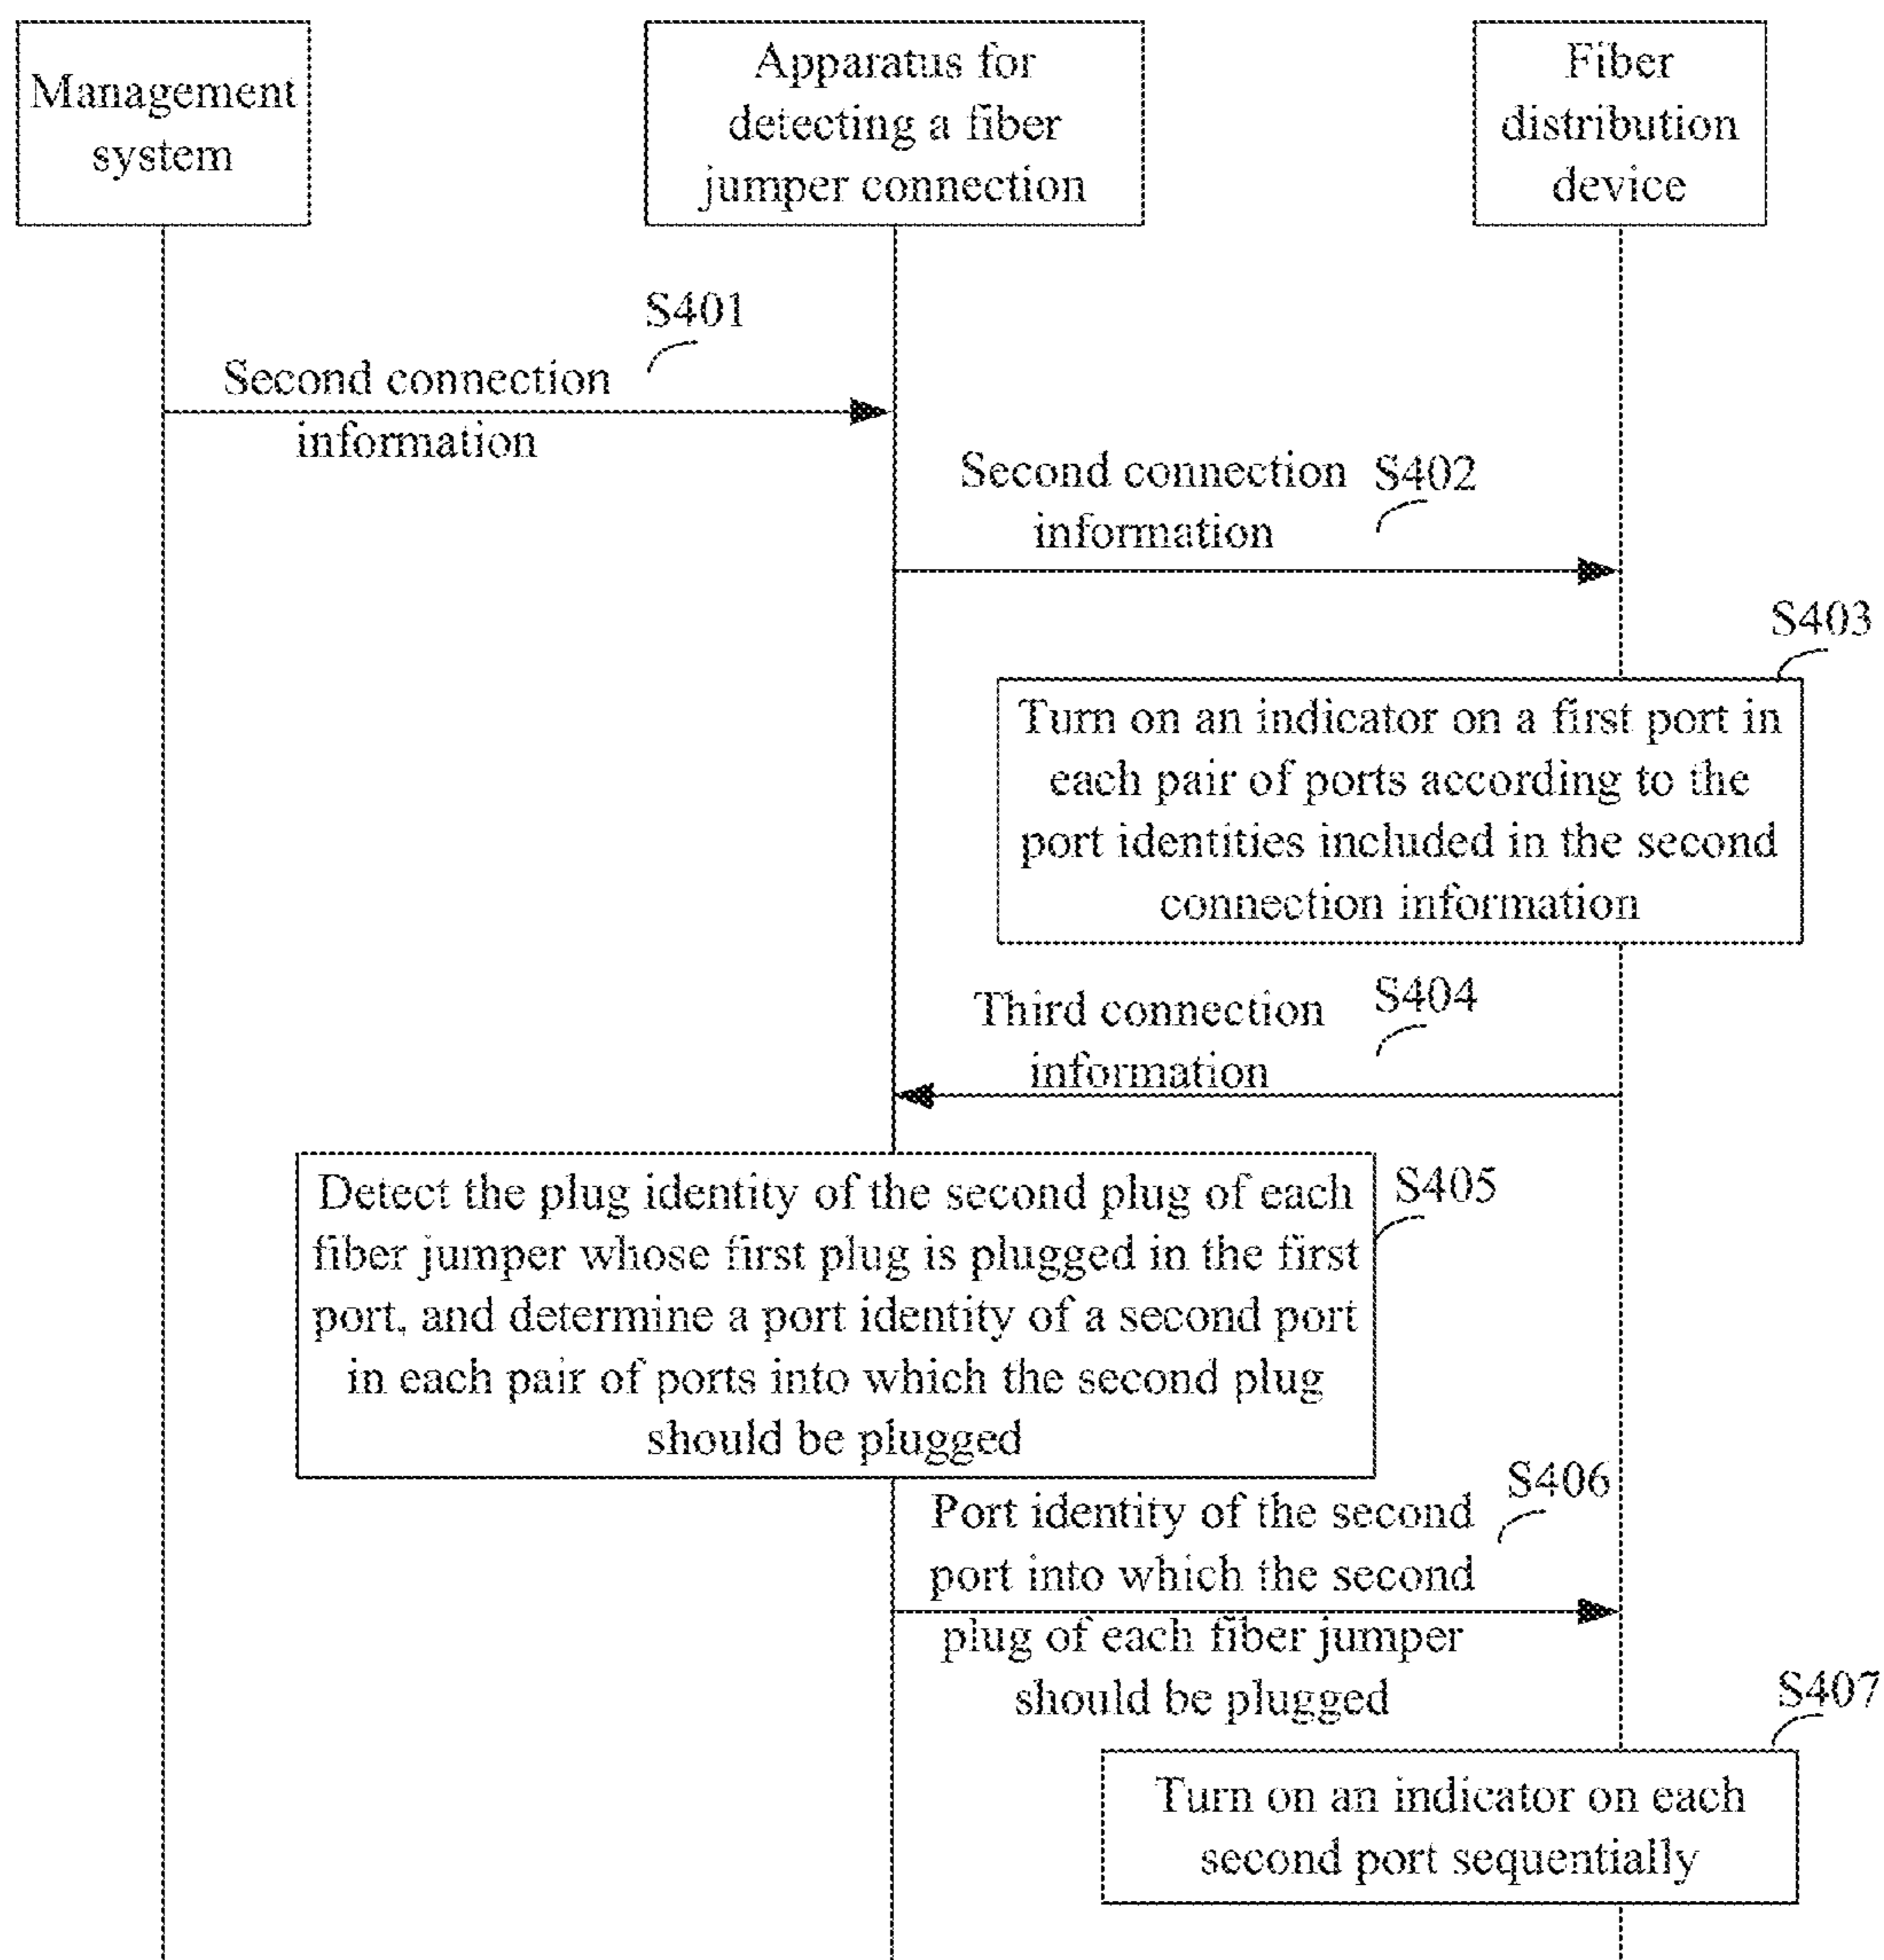 Management
system
Apparatus for
detecting a fiber
jumper connection
Fiber
distribution
device
S401
Second connection
information
Second connection
information
S402
S403
Turn on an indicator on a first port in
each pair of ports according to the
port identities included in the second
connection information
Third connection
information
S404
Detect the plug identity of the second plug of each
fiber jumper whose first plug is plugged in the first
port, and determine a port identity of a second port
in each pair of ports into which the second plug
should be plugged
S405
S406
Port identity of the second
port into which the second
plug of each fiber jumper
should be plugged
S407
Turn on an indicator on each
second port sequentially